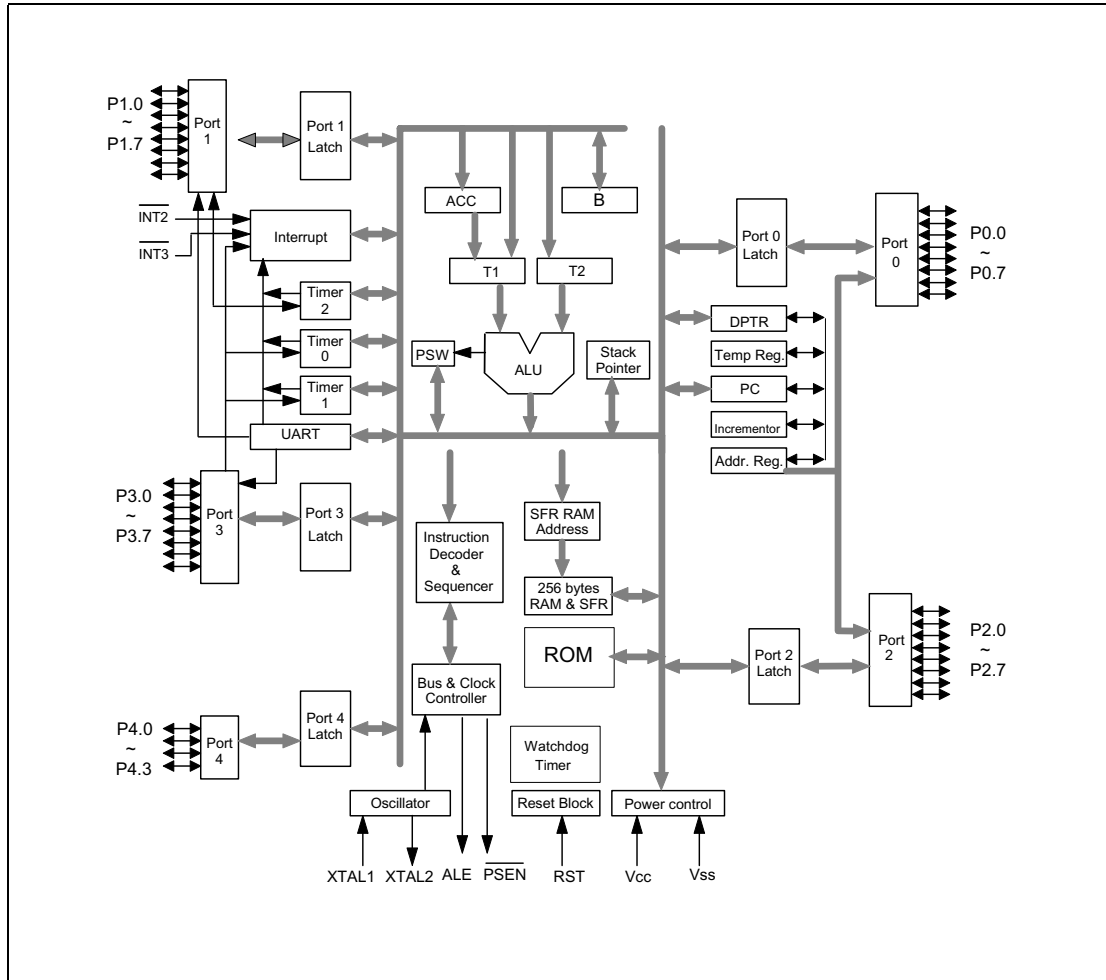 P1.0
~
P1.7
Port
1
Port 1
Latch
INT2
INT3
Interrupt
Timer
2
Timer
0
Timer
1
UART
P3.0
~
P3.7
Port
3
Port 3
Latch
P4.0
~
P4.3
Port
4
Port 4
Latch
ACC
B
T1
T2
PSW
ALU
Stack
Pointer
Instruction
Decoder
&
Sequencer
SFR RAM
Address
256 bytes
RAM & SFR
ROM
Bus & Clock
Controller
Watchdog
Timer
Oscillator
Reset Block
Power control
XTAL1
XTAL2
ALE
PSEN
RST
Vcc
Vss
Port 0
Latch
Port
0
P0.0
~
P0.7
DPTR
Temp Reg.
PC
Incrementor
Addr. Reg.
Port 2
Latch
Port
2
P2.0
~
P2.7